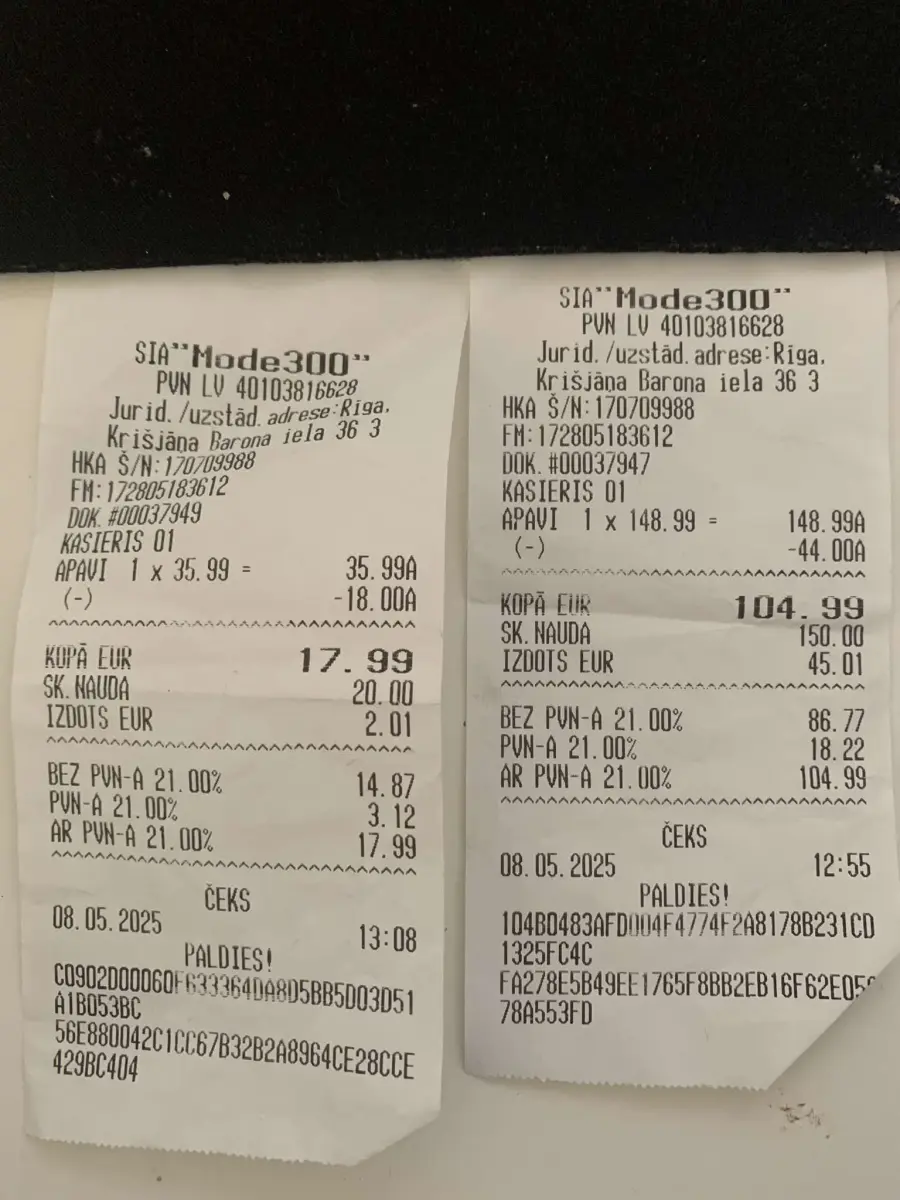 SIA"Mode300"
PVN LV 40103816628
Jurid./uzstād. adrese:Rīga.
Krišjāņa Barona iela 36 3
HKA Š/N:170709988
FM:172805183612
DOK. #00037949
KASIERIS 01
APAVI 1 x 35.99 = 35.99A
(-) -18.00A
KOPĀ EUR 17.99
SK. NAUDA 20.00
IZDOTS EUR 2.01
BEZ PVN-A 21.00% 14.87
PVN-A 21.00% 3.12
AR PVN-A 21.00% 17.99
ČEKS
08.05.2025 13:08
PALDIES!
C0902D00060F633364DA8D5BB5D03D51
A1B053BC
56E880042C1CC67B32B2A8964CE28CCE
429BC404
SIA"Mode300"
PVN LV 40103816628
Jurid./uzstād. adrese:Rīga.
Krišjāņa Barona iela 36 3
HKA Š/N:170709988
FM:172805183612
DOK. #00037947
KASIERIS 01
APAVI 1 x 148.99 = 148.99A
(-) -44.00A
KOPĀ EUR 104.99
SK. NAUDA 150.00
IZDOTS EUR 45.01
BEZ PVN-A 21.00% 86.77
PVN-A 21.00% 18.22
AR PVN-A 21.00% 104.99
ČEKS
08.05.2025 12:55
PALDIES!
104B0483AFD004F4774F2A8178B231CD
1325FC4C
78A553FD